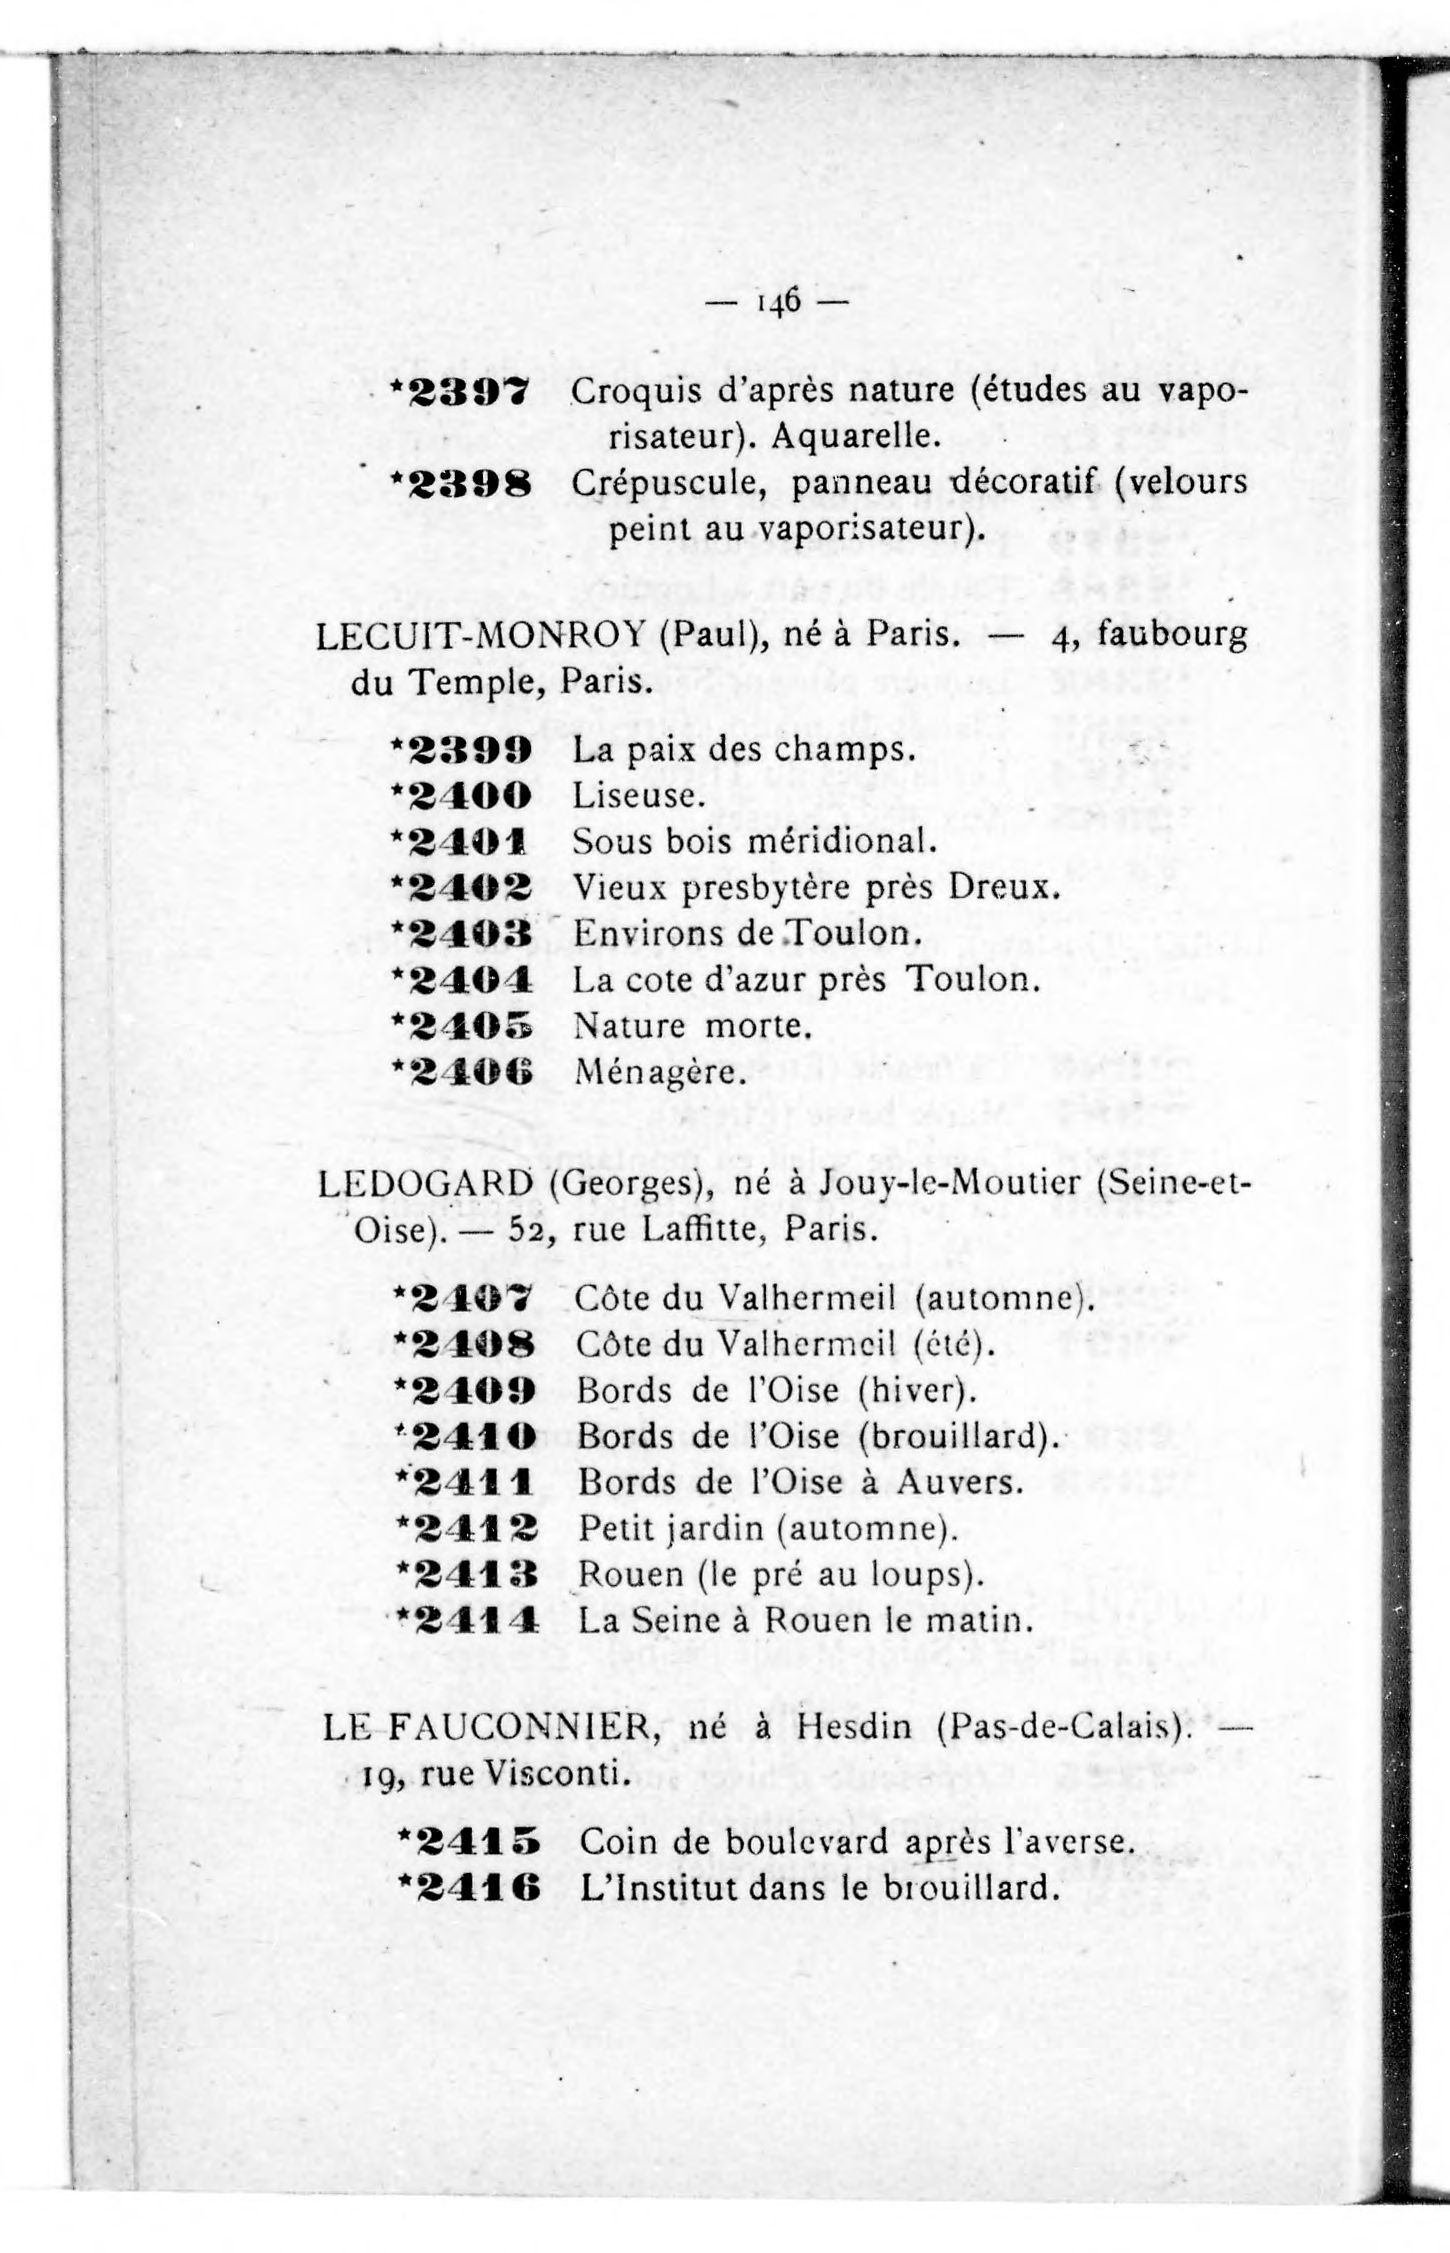 — 146 —
*2397 Croquis d'après nature (études au vapo-
risateur). Aquarelle.
*2398 Crépuscule, panneau décoratif (velours
peint au vaporisateur).
LECUIT-MONROY (Paul), né à Paris. — 4, faubourg
du Temple, Paris.
*2399 La paix des champs.
*2400 Liseuse.
*2401 Sous bois méridional.
*2402 Vieux presbytère près Dreux.
*2403 Environs de Toulon.
*2404 La cote d'azur près Toulon.
*2405 Nature morte.
*2406 Ménagère.
LEDOGARD (Georges), né à Jouy-le-Moutier (Seine-et-
Oise). — 52, rue Laffitte, Paris.
*2407 Côte du Valhermeil (automne).
*2408 Côte du Valhermeil (été).
*2409 Bords de l'Oise (hiver).
*2410 Bords de l'Oise (brouillard).
*2411 Bords de l'Oise à Auvers.
*2412 Petit jardin (automne).
*2413 Rouen (le pré au loups).
*2414 La Seine à Rouen le matin.
LE FAUCONNIER, né à Hesdin (Pas-de-Calais). —
19, rue Visconti.
*2415 Coin de boulevard après l'averse.
*2416 L'Institut dans le brouillard.